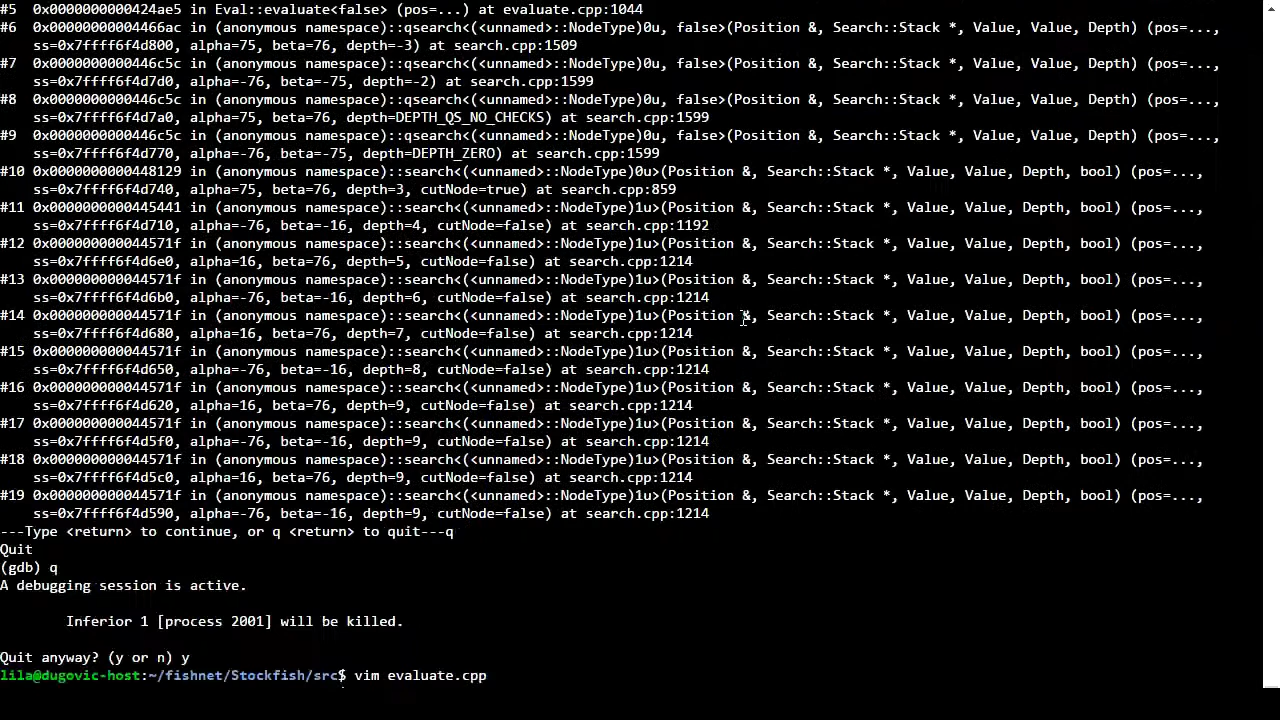 #5  0x0000000000424ae5 in Eval::evaluate<false> (pos=...) at evaluate.cpp:1044
#6  0x00000000004466ac in (anonymous namespace)::qsearch<(<unnamed>::NodeType)0u, false>(Position &, Search::Stack *, Value, Value, Depth) (pos=...,
    ss=0x7ffff6f4d800, alpha=75, beta=76, depth=-3) at search.cpp:1509
#7  0x0000000000446c5c in (anonymous namespace)::qsearch<(<unnamed>::NodeType)0u, false>(Position &, Search::Stack *, Value, Value, Depth) (pos=...,
    ss=0x7ffff6f4d7d0, alpha=-76, beta=-75, depth=-2) at search.cpp:1599
#8  0x0000000000446c5c in (anonymous namespace)::qsearch<(<unnamed>::NodeType)0u, false>(Position &, Search::Stack *, Value, Value, Depth) (pos=...,
    ss=0x7ffff6f4d7a0, alpha=75, beta=76, depth=DEPTH_QS_NO_CHECKS) at search.cpp:1599
#9  0x0000000000446c5c in (anonymous namespace)::qsearch<(<unnamed>::NodeType)0u, false>(Position &, Search::Stack *, Value, Value, Depth) (pos=...,
    ss=0x7ffff6f4d770, alpha=-76, beta=-75, depth=DEPTH_ZERO) at search.cpp:1599
#10 0x0000000000448129 in (anonymous namespace)::search<(<unnamed>::NodeType)0u>(Position &, Search::Stack *, Value, Value, Depth, bool) (pos=...,
    ss=0x7ffff6f4d740, alpha=75, beta=76, depth=3, cutNode=true) at search.cpp:859
#11 0x0000000000445441 in (anonymous namespace)::search<(<unnamed>::NodeType)1u>(Position &, Search::Stack *, Value, Value, Depth, bool) (pos=...,
    ss=0x7ffff6f4d710, alpha=-76, beta=-16, depth=4, cutNode=false) at search.cpp:1192
#12 0x000000000044571f in (anonymous namespace)::search<(<unnamed>::NodeType)1u>(Position &, Search::Stack *, Value, Value, Depth, bool) (pos=...,
    ss=0x7ffff6f4d6e0, alpha=16, beta=76, depth=5, cutNode=false) at search.cpp:1214
#13 0x000000000044571f in (anonymous namespace)::search<(<unnamed>::NodeType)1u>(Position &, Search::Stack *, Value, Value, Depth, bool) (pos=...,
    ss=0x7ffff6f4d6b0, alpha=-76, beta=-16, depth=6, cutNode=false) at search.cpp:1214
#14 0x000000000044571f in (anonymous namespace)::search<(<unnamed>::NodeType)1u>(Position &, Search::Stack *, Value, Value, Depth, bool) (pos=...,
    ss=0x7ffff6f4d680, alpha=16, beta=76, depth=7, cutNode=false) at search.cpp:1214
#15 0x000000000044571f in (anonymous namespace)::search<(<unnamed>::NodeType)1u>(Position &, Search::Stack *, Value, Value, Depth, bool) (pos=...,
    ss=0x7ffff6f4d650, alpha=-76, beta=-16, depth=8, cutNode=false) at search.cpp:1214
#16 0x000000000044571f in (anonymous namespace)::search<(<unnamed>::NodeType)1u>(Position &, Search::Stack *, Value, Value, Depth, bool) (pos=...,
    ss=0x7ffff6f4d620, alpha=16, beta=76, depth=9, cutNode=false) at search.cpp:1214
#17 0x000000000044571f in (anonymous namespace)::search<(<unnamed>::NodeType)1u>(Position &, Search::Stack *, Value, Value, Depth, bool) (pos=...,
    ss=0x7ffff6f4d5f0, alpha=-76, beta=-16, depth=9, cutNode=false) at search.cpp:1214
#18 0x000000000044571f in (anonymous namespace)::search<(<unnamed>::NodeType)1u>(Position &, Search::Stack *, Value, Value, Depth, bool) (pos=...,
    ss=0x7ffff6f4d5c0, alpha=16, beta=76, depth=9, cutNode=false) at search.cpp:1214
#19 0x000000000044571f in (anonymous namespace)::search<(<unnamed>::NodeType)1u>(Position &, Search::Stack *, Value, Value, Depth, bool) (pos=...,
    ss=0x7ffff6f4d590, alpha=-76, beta=-16, depth=9, cutNode=false) at search.cpp:1214
---Type <return> to continue, or q <return> to quit---q
Quit
(gdb) q
A debugging session is active.
        Inferior 1 [process 2001] will be killed.
Quit anyway? (y or n) y
lila@dugovic-host:~/fishnet/Stockfish/src$ vim evaluate.cpp